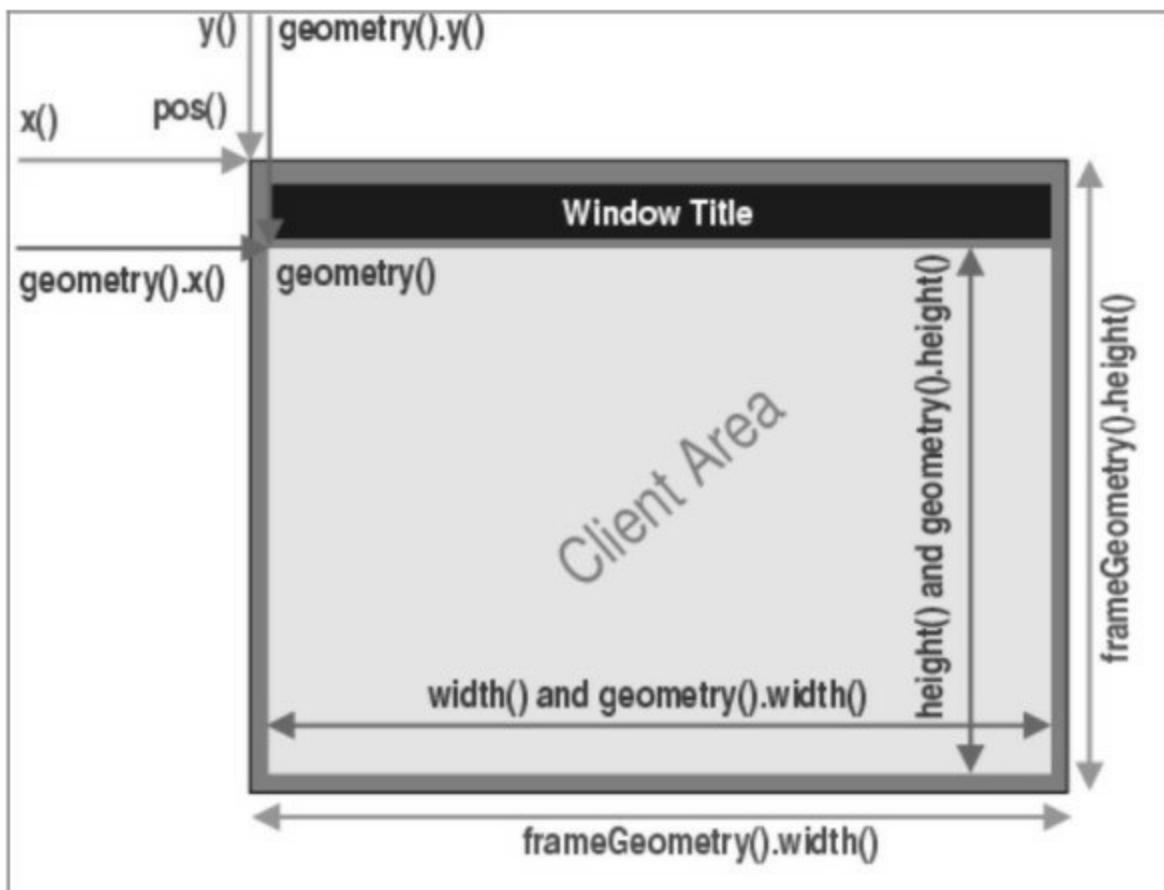 y()
geometry().y()
x()
pos()
Window Title
geometry().x()
geometry()
Client Area
height() and geometry().height()
frameGeometry().height()
width() and geometry().width()
frameGeometry().width()